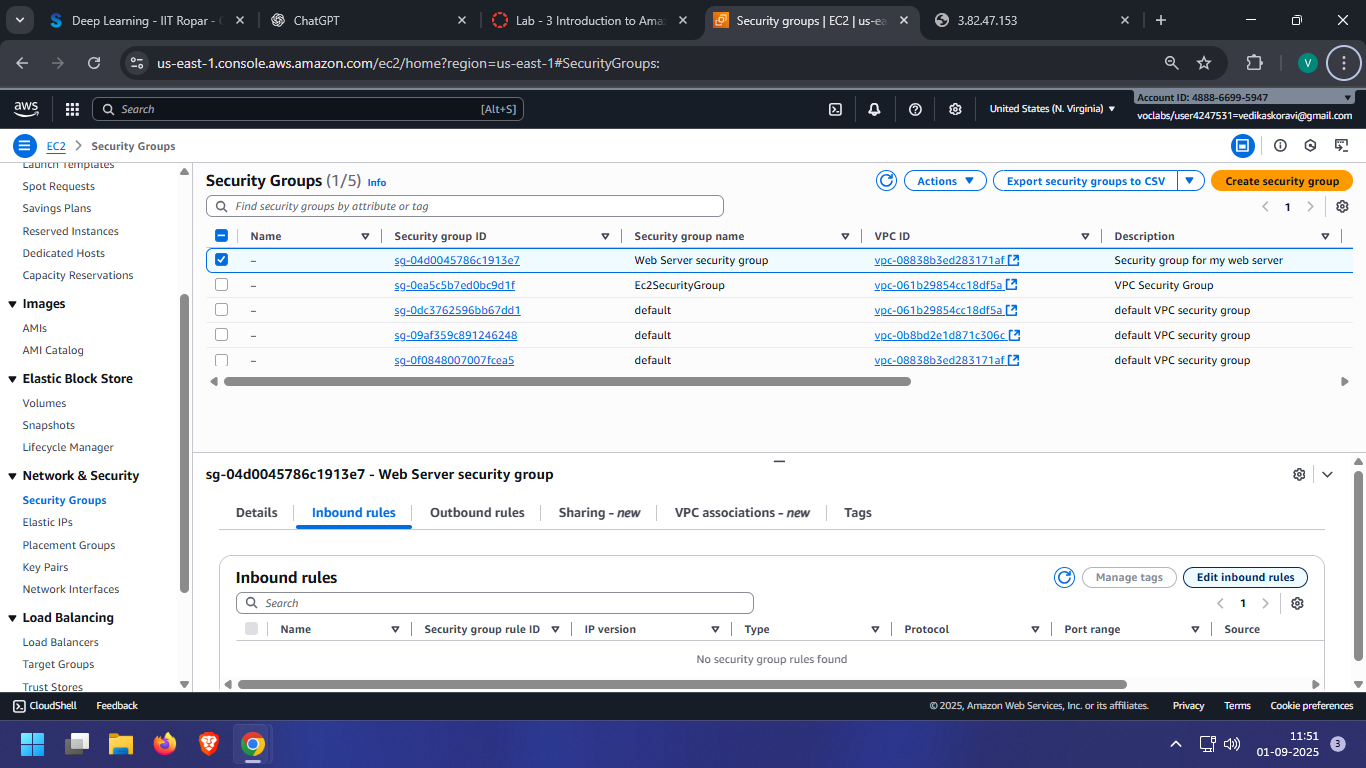 Deep Learning - IIT Ropar - C
ChatGPT
Lab - 3 Introduction to Amaz
Security groups | EC2 | us-ea
3.82.47.153
us-east-1.console.aws.amazon.com/ec2/home?region=us-east-1#SecurityGroups:
V
aws
Search
[Alt+S]
United States (N. Virginia)
Account ID: 4888-6699-5947
voclabs/user4247531=vedikaskoravi@gmail.com
EC2
Security Groups
Launch Templates
Spot Requests
Savings Plans
Reserved Instances
Dedicated Hosts
Capacity Reservations
Images
AMIs
AMI Catalog
Elastic Block Store
Volumes
Snapshots
Lifecycle Manager
Network & Security
Security Groups
Elastic IPs
Placement Groups
Key Pairs
Network Interfaces
Load Balancing
Load Balancers
Target Groups
Trust Stores
Security Groups (1/5) Info
Actions
Export security groups to CSV
Create security group
Find security groups by attribute or tag
1
Name Security group ID Security group name VPC ID Description
– sg-04d0045786c1913e7 Web Server security group vpc-08838b3ed283171af Security group for my web server
– sg-0ea5c5b7ed0bc9d1f Ec2SecurityGroup vpc-061b29854cc18df5a VPC Security Group
– sg-0dc3762596bb67dd1 default vpc-061b29854cc18df5a default VPC security group
– sg-09af359c891246248 default vpc-0b8bd2e1d871c306c default VPC security group
– sg-0f0848007007fcea5 default vpc-08838b3ed283171af default VPC security group
sg-04d0045786c1913e7 - Web Server security group
Details Inbound rules Outbound rules Sharing - new VPC associations - new Tags
Inbound rules
Manage tags
Edit inbound rules
Search
1
Name Security group rule ID IP version Type Protocol Port range Source
No security group rules found
CloudShell Feedback
© 2025, Amazon Web Services, Inc. or its affiliates. Privacy Terms Cookie preferences
11:51
01-09-2025
3